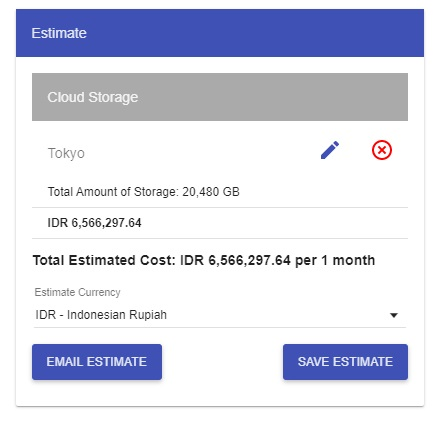 Estimate
Cloud Storage
Tokyo
Total Amount of Storage: 20,480 GB
IDR 6,566,297.64
Total Estimated Cost: IDR 6,566,297.64 per 1 month
Estimate Currency
IDR - Indonesian Rupiah
EMAIL ESTIMATE
SAVE ESTIMATE